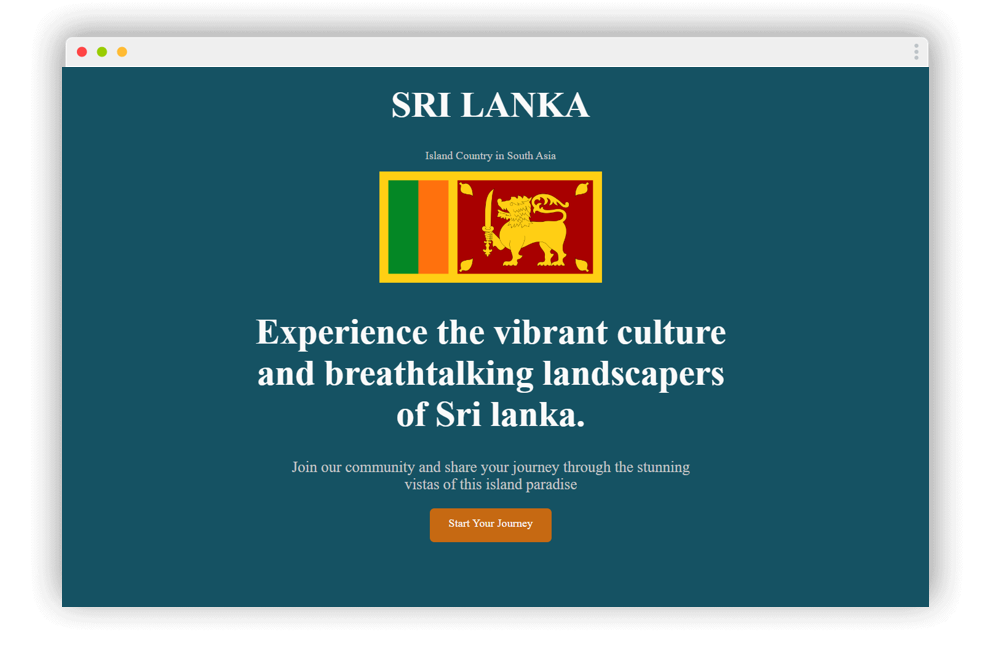 SRI LANKA
Island Country in South Asia
Experience the vibrant culture
and breathtalking landscapers
of Sri lanka.
Join our community and share your journey through the stunning
vistas of this island paradise
Start Your Journey